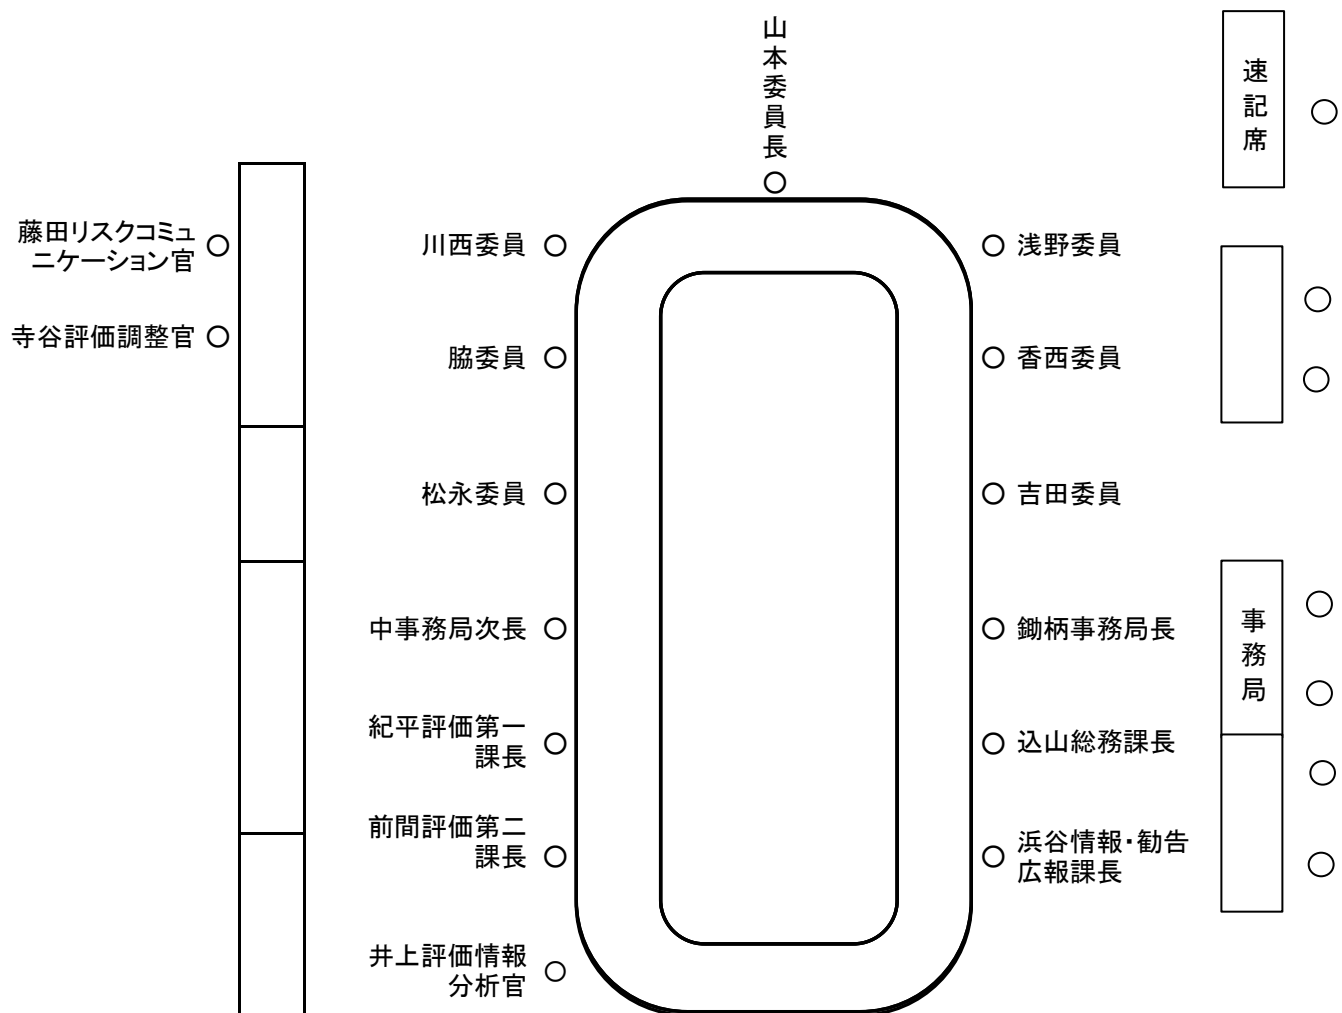 山本委員長
速記席
藤田リスクコミュ
ニケーション官
川西委員
浅野委員
寺谷評価調整官
脇委員
香西委員
松永委員
吉田委員
中事務局次長
鋤柄事務局長
事務局
紀平評価第一
課長
込山総務課長
前間評価第二
課長
浜谷情報・勧告
広報課長
井上評価情報
分析官